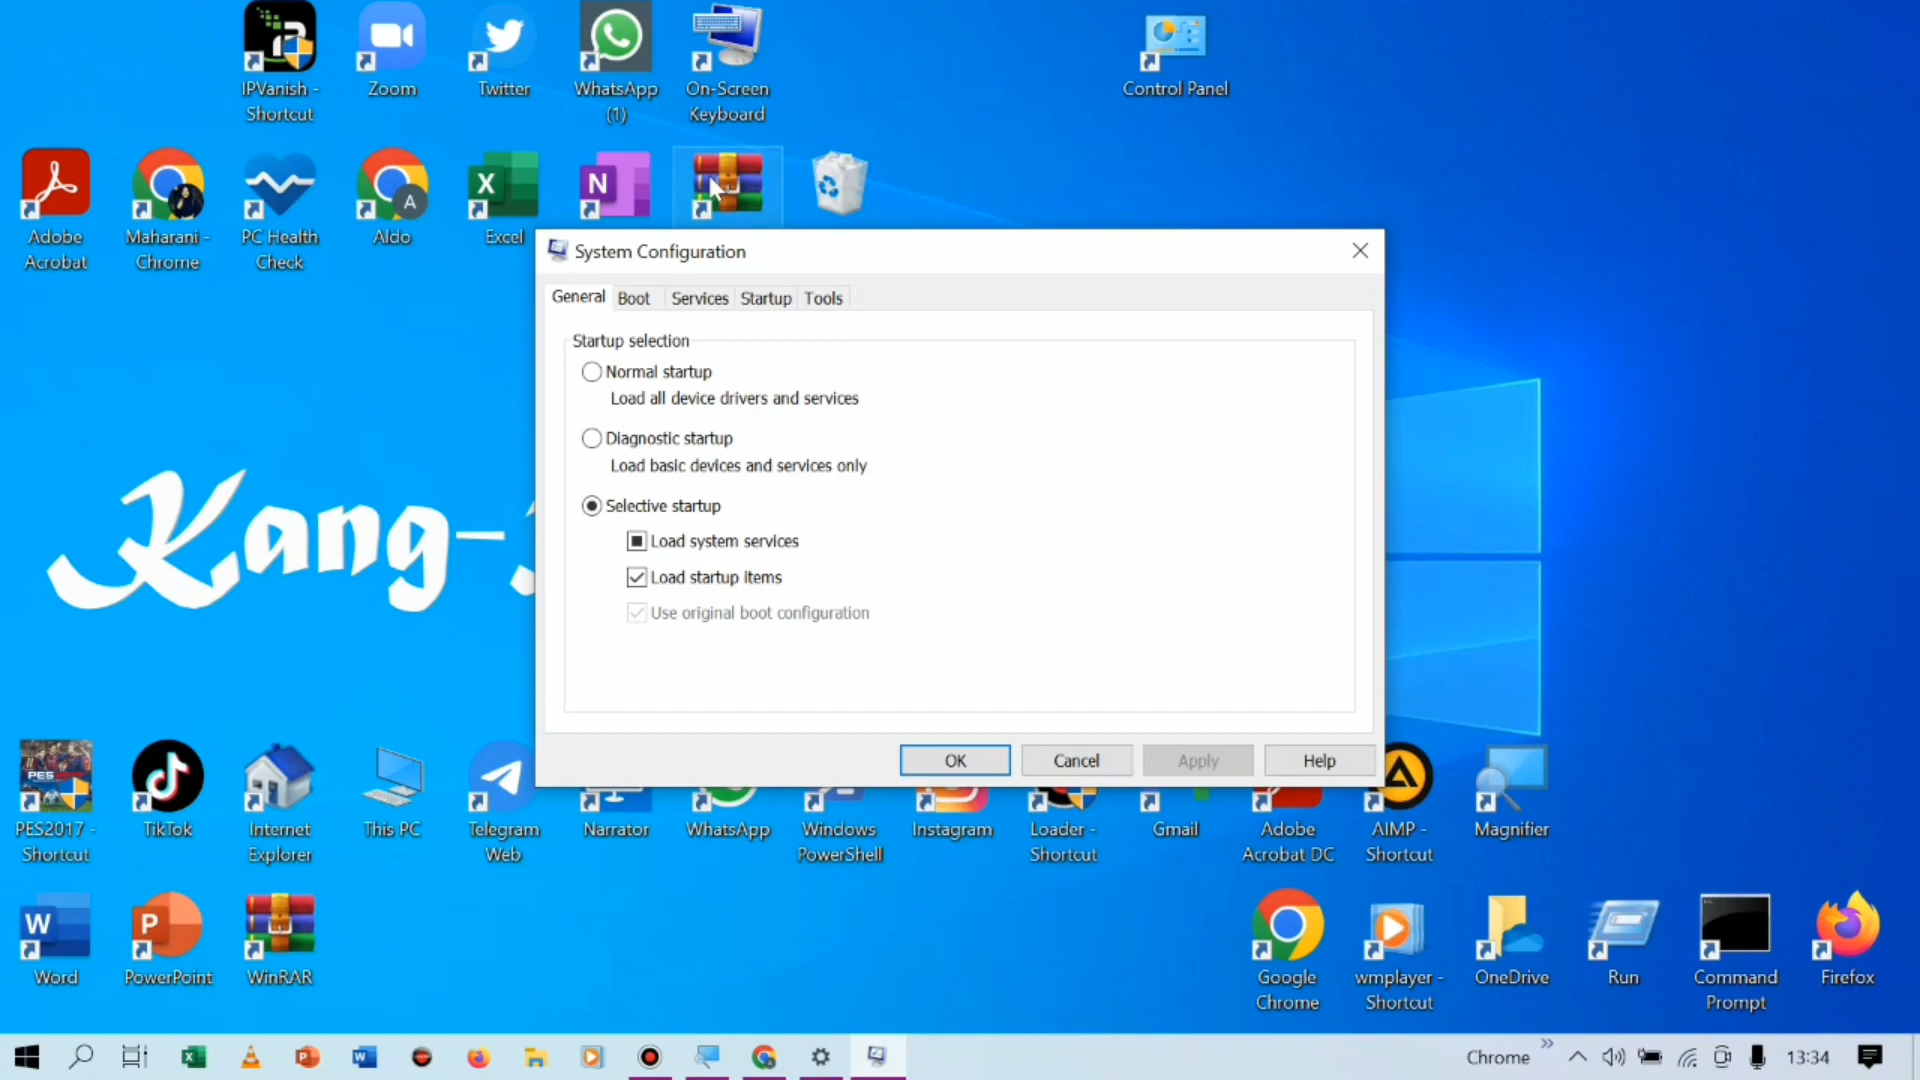 IPVanish -
Shortcut
Zoom
Twitter
WhatsApp
(1)
On-Screen
Keyboard
Control Panel
Adobe
Acrobat
Maharani -
Chrome
PC Health
Check
A
Aldo
X
Excel
N
System Configuration
General
Boot
Services
Startup
Tools
Startup selection
Normal startup
Load all device drivers and services
Diagnostic startup
Load basic devices and services only
Selective startup
Load system services
Load startup items
Use original boot configuration
OK
Cancel
Apply
Help
Kang-
PES
PES2017 -
Shortcut
TikTok
Internet
Explorer
This PC
Telegram
Web
Narrator
WhatsApp
Windows
PowerShell
Instagram
Loader -
Shortcut
Gmail
Adobe
Acrobat DC
AIMP -
Shortcut
Magnifier
W
Word
P
PowerPoint
WinRAR
Google
Chrome
wmplayer -
Shortcut
OneDrive
Run
Command
Prompt
Firefox
Chrome
13:34